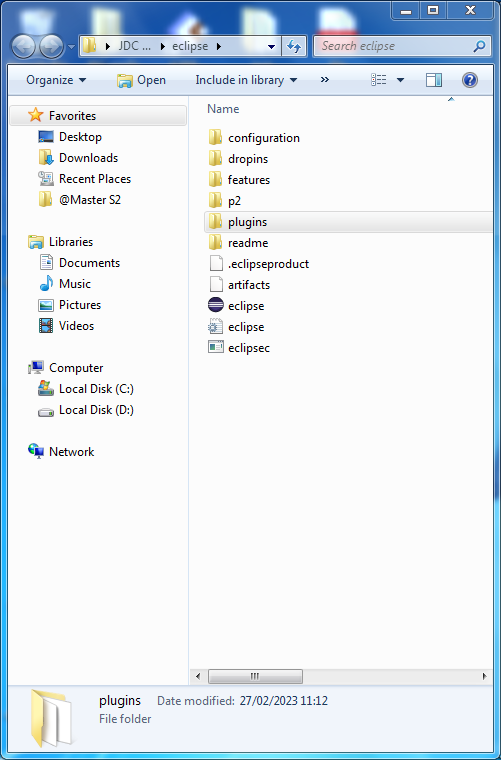 JDC ... eclipse
Search eclipse
Organize Open Include in library »
Favorites
Desktop
Downloads
Recent Places
@Master S2
Libraries
Documents
Music
Pictures
Videos
Computer
Local Disk (C:)
Local Disk (D:)
Network
Name
configuration
dropins
features
p2
plugins
readme
.eclipseproduct
artifacts
eclipse
eclipse
eclipsec
plugins Date modified: 27/02/2023 11:12
File folder